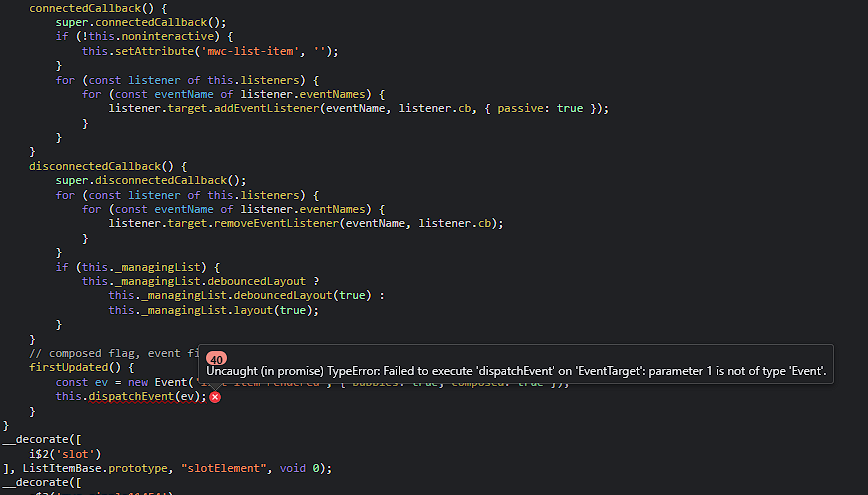 connectedCallback() {
super.connectedCallback();
if (!this.noninteractive) {
this.setAttribute('mwc-list-item', '');
}
for (const listener of this.listeners) {
for (const eventName of listener.eventNames) {
listener.target.addEventListener(eventName, listener.cb, { passive: true });
}
}
}
disconnectedCallback() {
super.disconnectedCallback();
for (const listener of this.listeners) {
for (const eventName of listener.eventNames) {
listener.target.removeEventListener(eventName, listener.cb);
}
}
if (this._managingList) {
this._managingList.debouncedLayout ?
this._managingList.debouncedLayout(true) :
this._managingList.layout(true);
}
}
// composed flag, event fi
40
Uncaught (in promise) TypeError: Failed to execute 'dispatchEvent' on 'EventTarget': parameter 1 is not of type 'Event'.
firstUpdated() {
const ev = new Event('list-item-rendered', { bubbles: true, composed: true });
this.dispatchEvent(ev);
}
}
__decorate([
i$2('slot')
], ListItemBase.prototype, "slotElement", void 0);
__decorate([